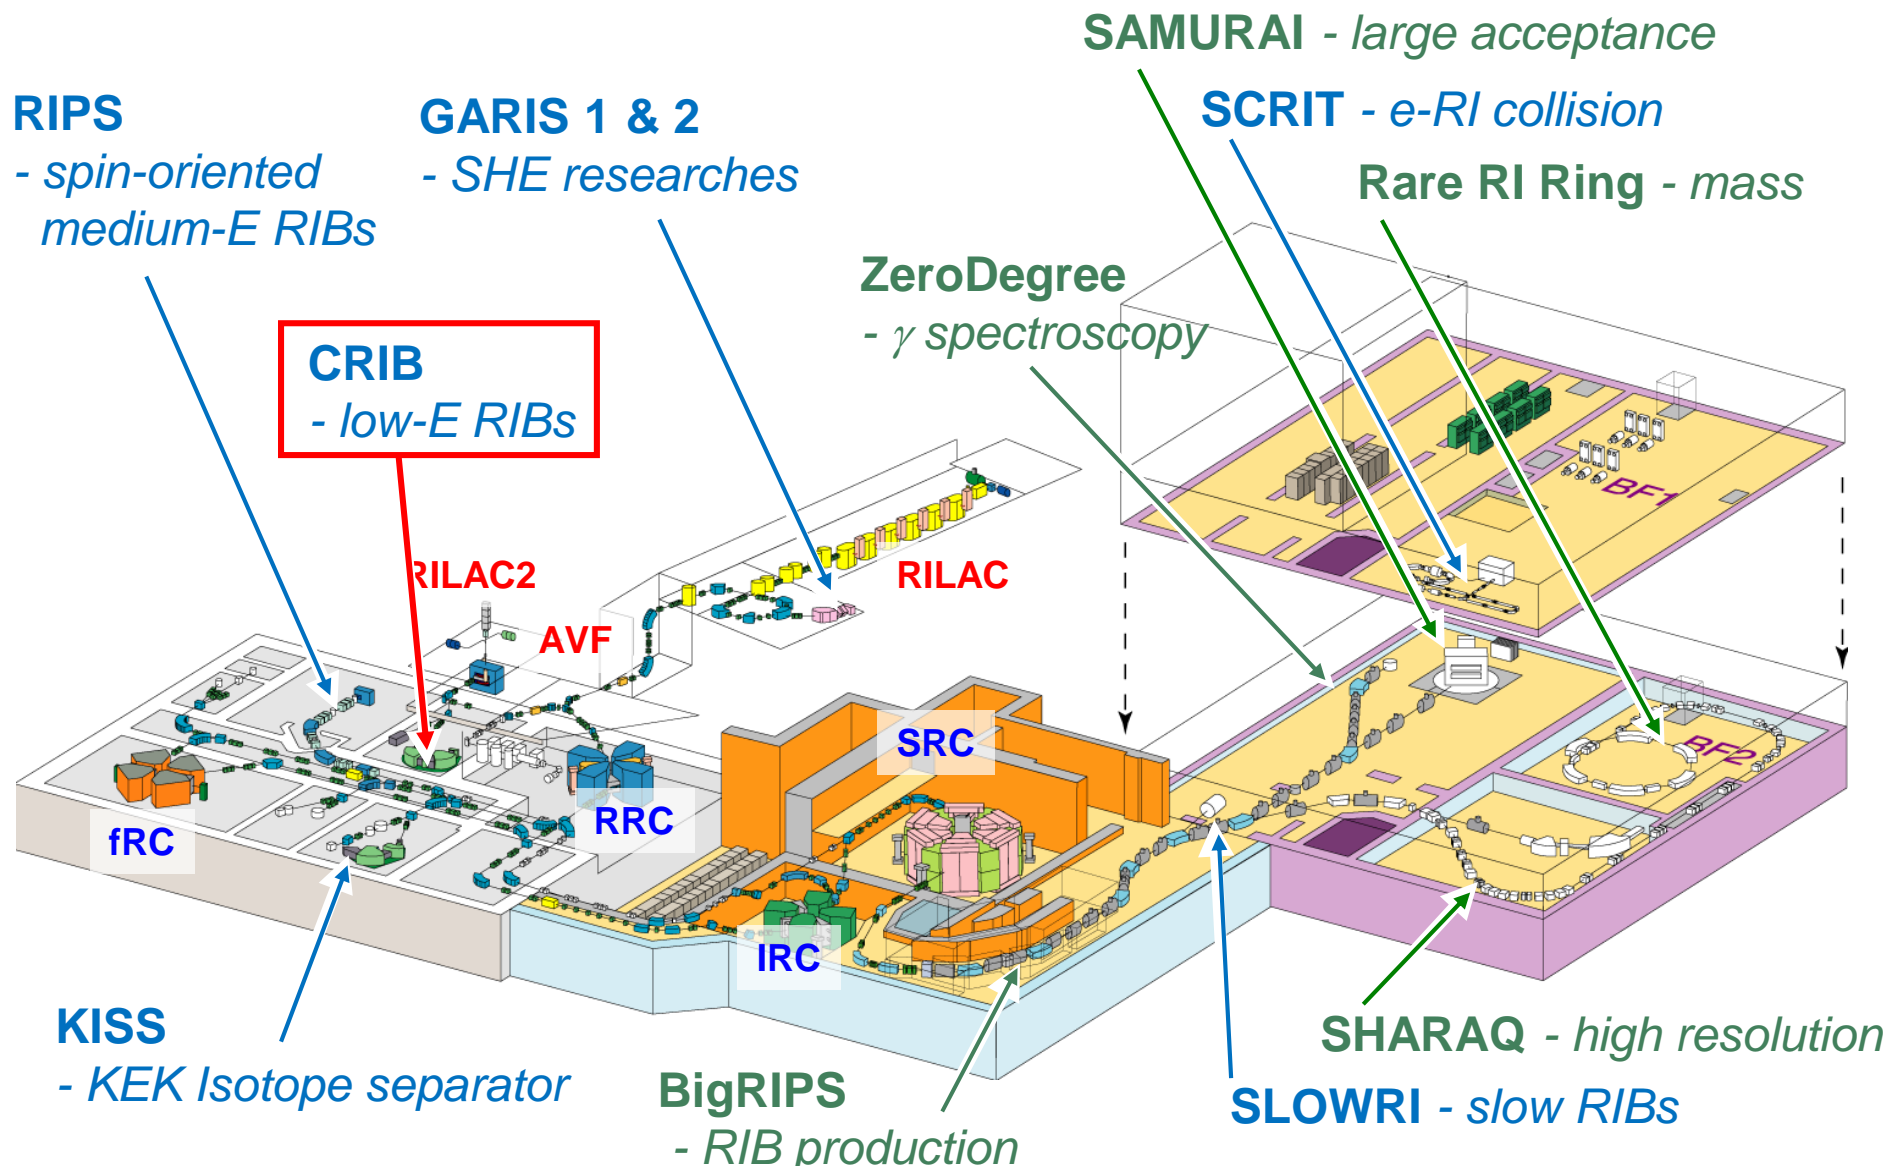 SAMURAI - large acceptance
RIPS
- spin-oriented
medium-E RIBs
GARIS 1 & 2
- SHE researches
SCRIT - e-RI collision
Rare RI Ring - mass
ZeroDegree
- γ spectroscopy
CRIB
- low-E RIBs
BF1
RILAC2
RILAC
AVF
SRC
BF2
RRC
fRC
IRC
KISS
- KEK Isotope separator
SHARAQ - high resolution
BigRIPS
- RIB production
SLOWRI - slow RIBs